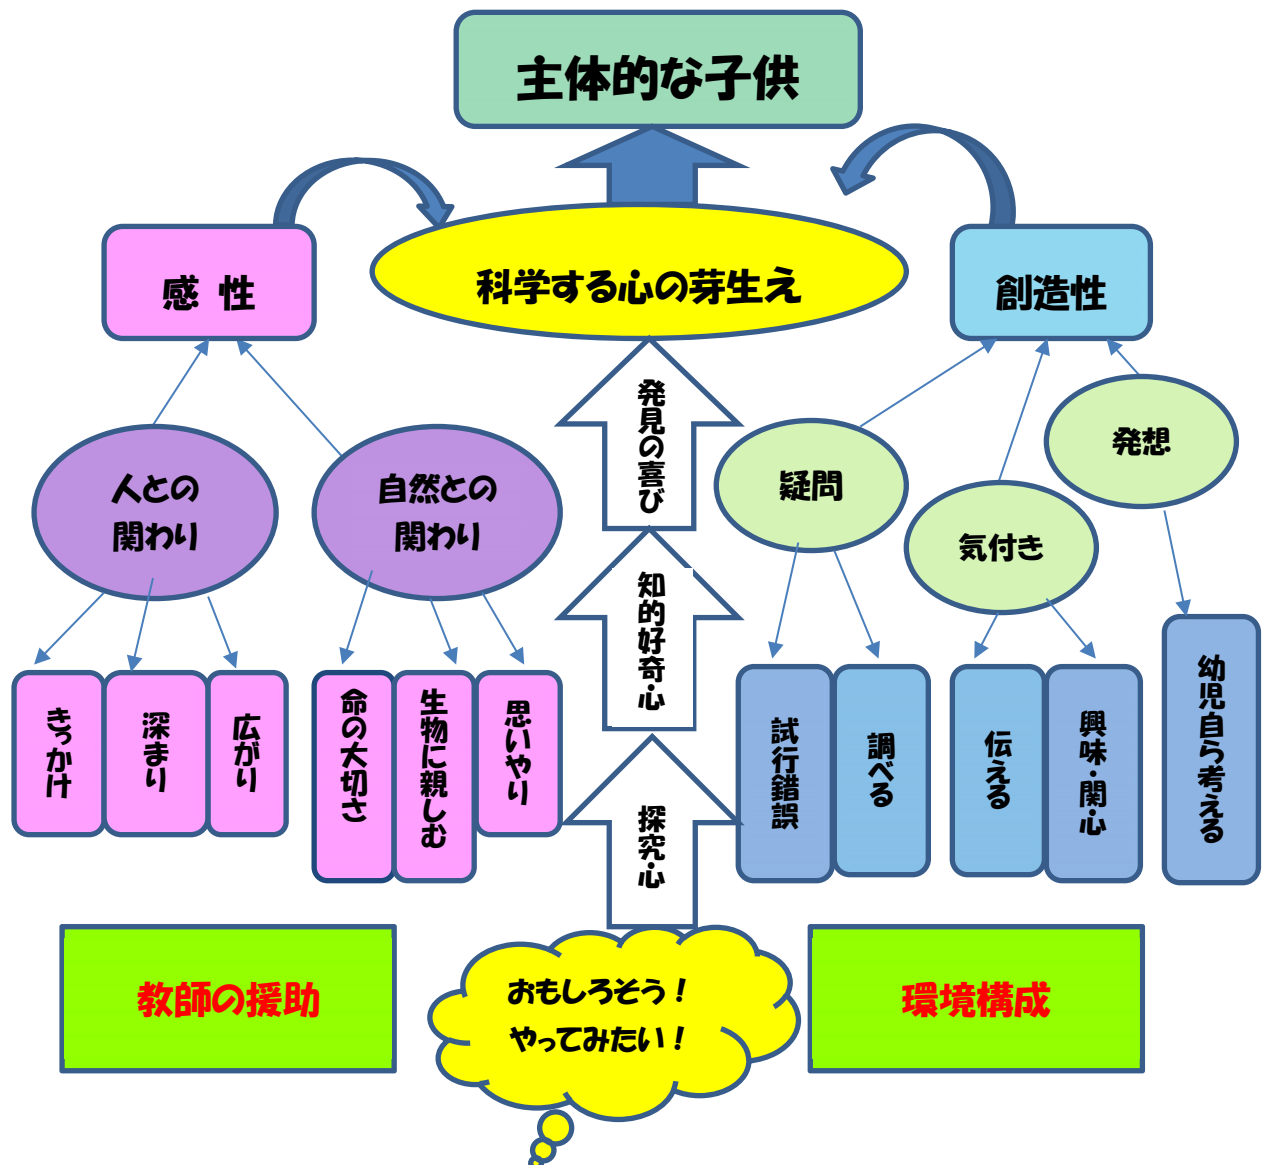 主体的な子供
科学する心の芽生え
感 性
創造性
発見の喜び
発想
人との
関わり
自然との
関わり
疑問
気付き
知的好奇心
きっかけ
深まり
広がり
命の大切さ
生物に親しむ
思いやり
試行錯誤
調べる
伝える
興味・関心
幼児自ら考える
探究心
教師の援助
おもしろそう！
やってみたい！
環境構成